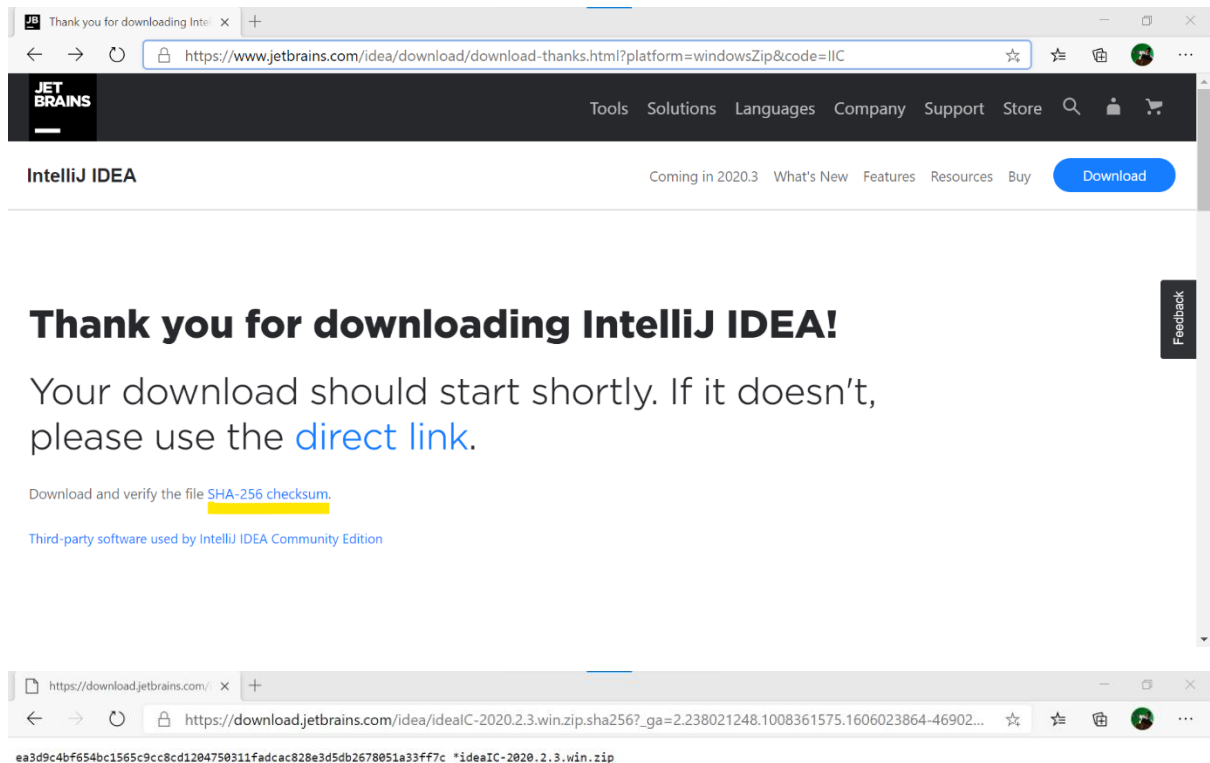 JB Thank you for downloading Intel
https://www.jetbrains.com/idea/download/download-thanks.html?platform=windowsZip&code=IIC
JET
BRAINS
Tools Solutions Languages Company Support Store
IntelliJ IDEA
Coming in 2020.3 What's New Features Resources Buy Download
Feedback
Thank you for downloading IntelliJ IDEA!
Your download should start shortly. If it doesn't,
please use the direct link.
Download and verify the file SHA-256 checksum.
Third-party software used by IntelliJ IDEA Community Edition
https://download.jetbrains.com/
https://download.jetbrains.com/idea/ideaIC-2020.2.3.win.zip.sha256?_ga=2.238021248.1008361575.1606023864-46902...
ea3d9c4bf654bc1565c9cc8cd1204750311fadcac828e3d5db2678051a33ff7c *ideaIC-2020.2.3.win.zip